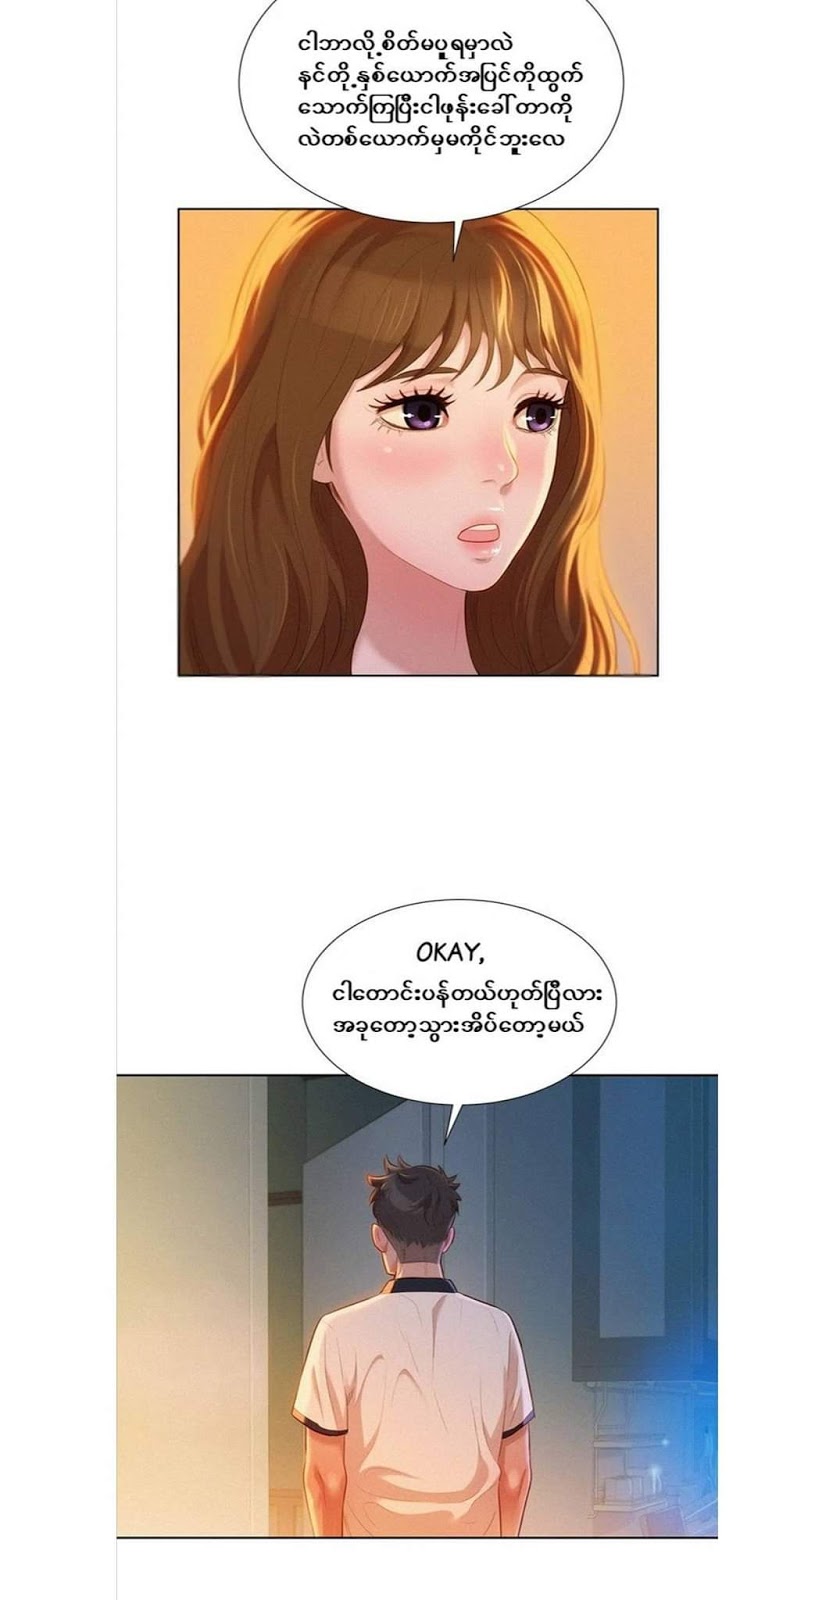 ငါဘာလို့စိတ်မပူရမှာလဲ
နင်တို့နှစ်ယောက်အပြင်ကိုထွက်
သောက်ကြပြီးငါဖုန်းခေါ်တာကို
လဲတစ်ယောက်မှမကိုင်ဘူးလေ
OKAY,
ငါတောင်းပန်တယ်ဟုတ်ပြီလား
အခုတော့သွားအိပ်တော့မယ်